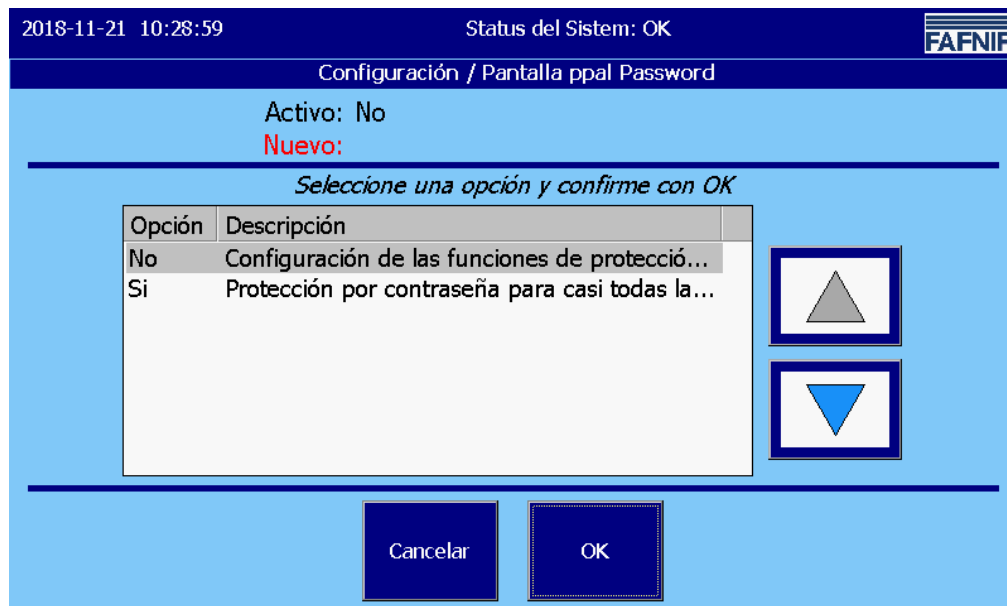 2018-11-21 10:28:59 Status del Sistem: OK FAFNIR
Configuración / Pantalla ppal Password
Activo: No
Nuevo:
Seleccione una opción y confirme con OK
Opción Descripción
No Configuración de las funciones de protecció...
Si Protección por contraseña para casi todas la...
Cancelar OK